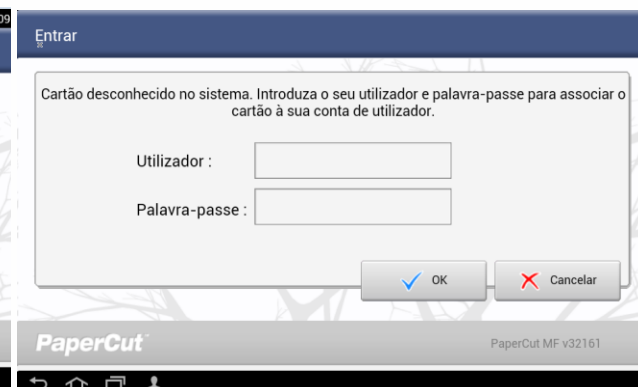 09
Entrar
Cartão desconhecido no sistema. Introduza o seu utilizador e palavra-passe para associar o
cartão à sua conta de utilizador.
Utilizador :
Palavra-passe :
OK
Cancelar
PaperCut
PaperCut MF v32161